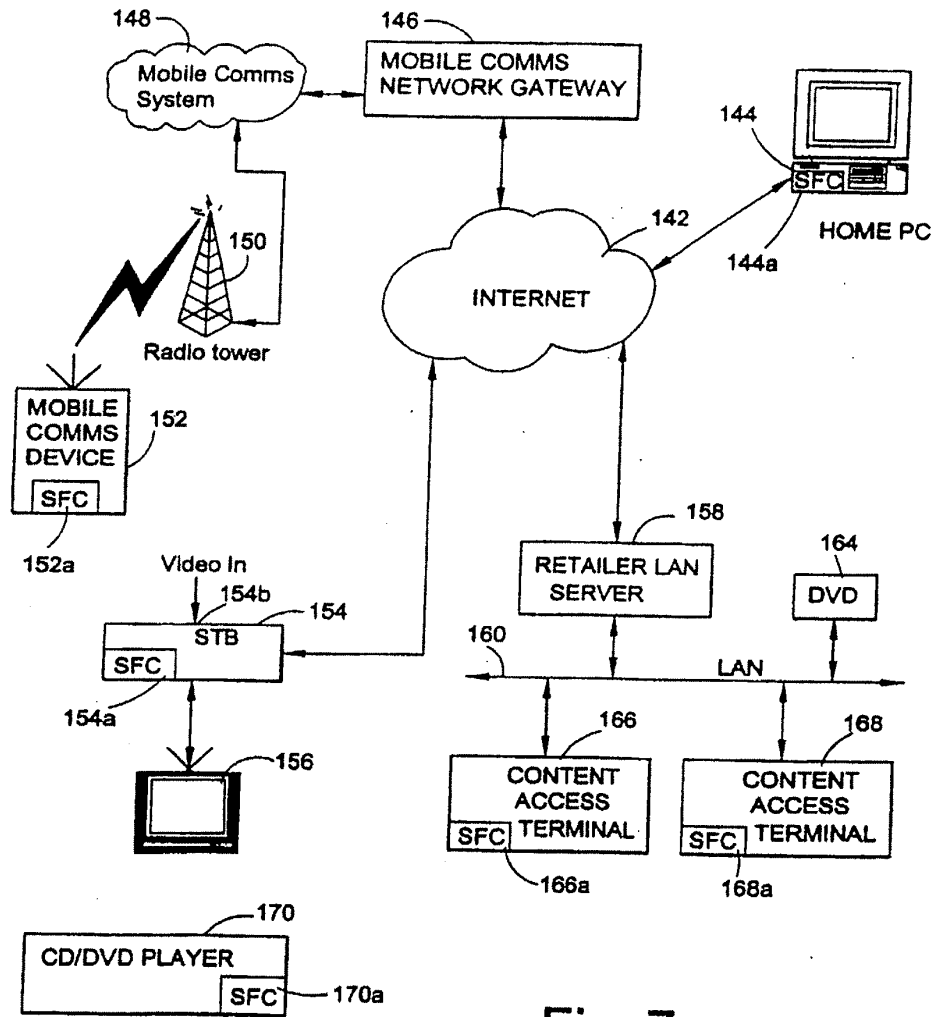 148
146
Mobile Comms
System
MOBILE COMMS
NETWORK GATEWAY
144
SFC
144a
HOME PC
142
INTERNET
150
Radio tower
MOBILE
COMMS
DEVICE
SFC
152
152a
Video In
154b
154
STB
SFC
154a
156
158
RETAILER LAN
SERVER
164
DVD
160
LAN
166
CONTENT
ACCESS
TERMINAL
SFC
166a
168
CONTENT
ACCESS
TERMINAL
SFC
168a
170
CD/DVD PLAYER
SFC
170a